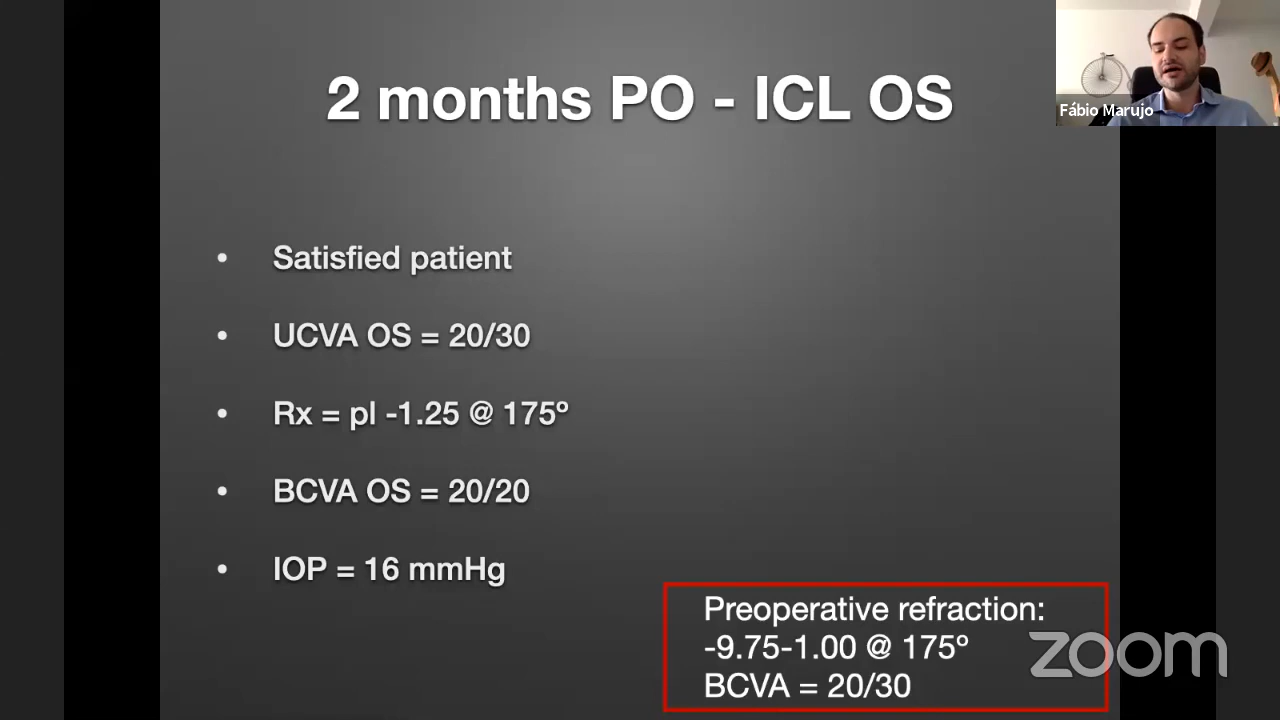 2 months PO - ICL OS
Fábio Marujo
• Satisfied patient
• UCVA OS = 20/30
• Rx = pl -1.25 @ 175º
• BCVA OS = 20/20
• IOP = 16 mmHg
Preoperative refraction:
-9.75-1.00 @ 175º
BCVA = 20/30
zoom